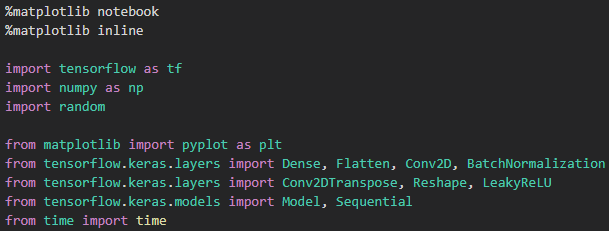 %matplotlib notebook
%matplotlib inline
import tensorflow as tf
import numpy as np
import random
from matplotlib import pyplot as plt
from tensorflow.keras.layers import Dense, Flatten, Conv2D, BatchNormalization
from tensorflow.keras.layers import Conv2DTranspose, Reshape, LeakyReLU
from tensorflow.keras.models import Model, Sequential
from time import time